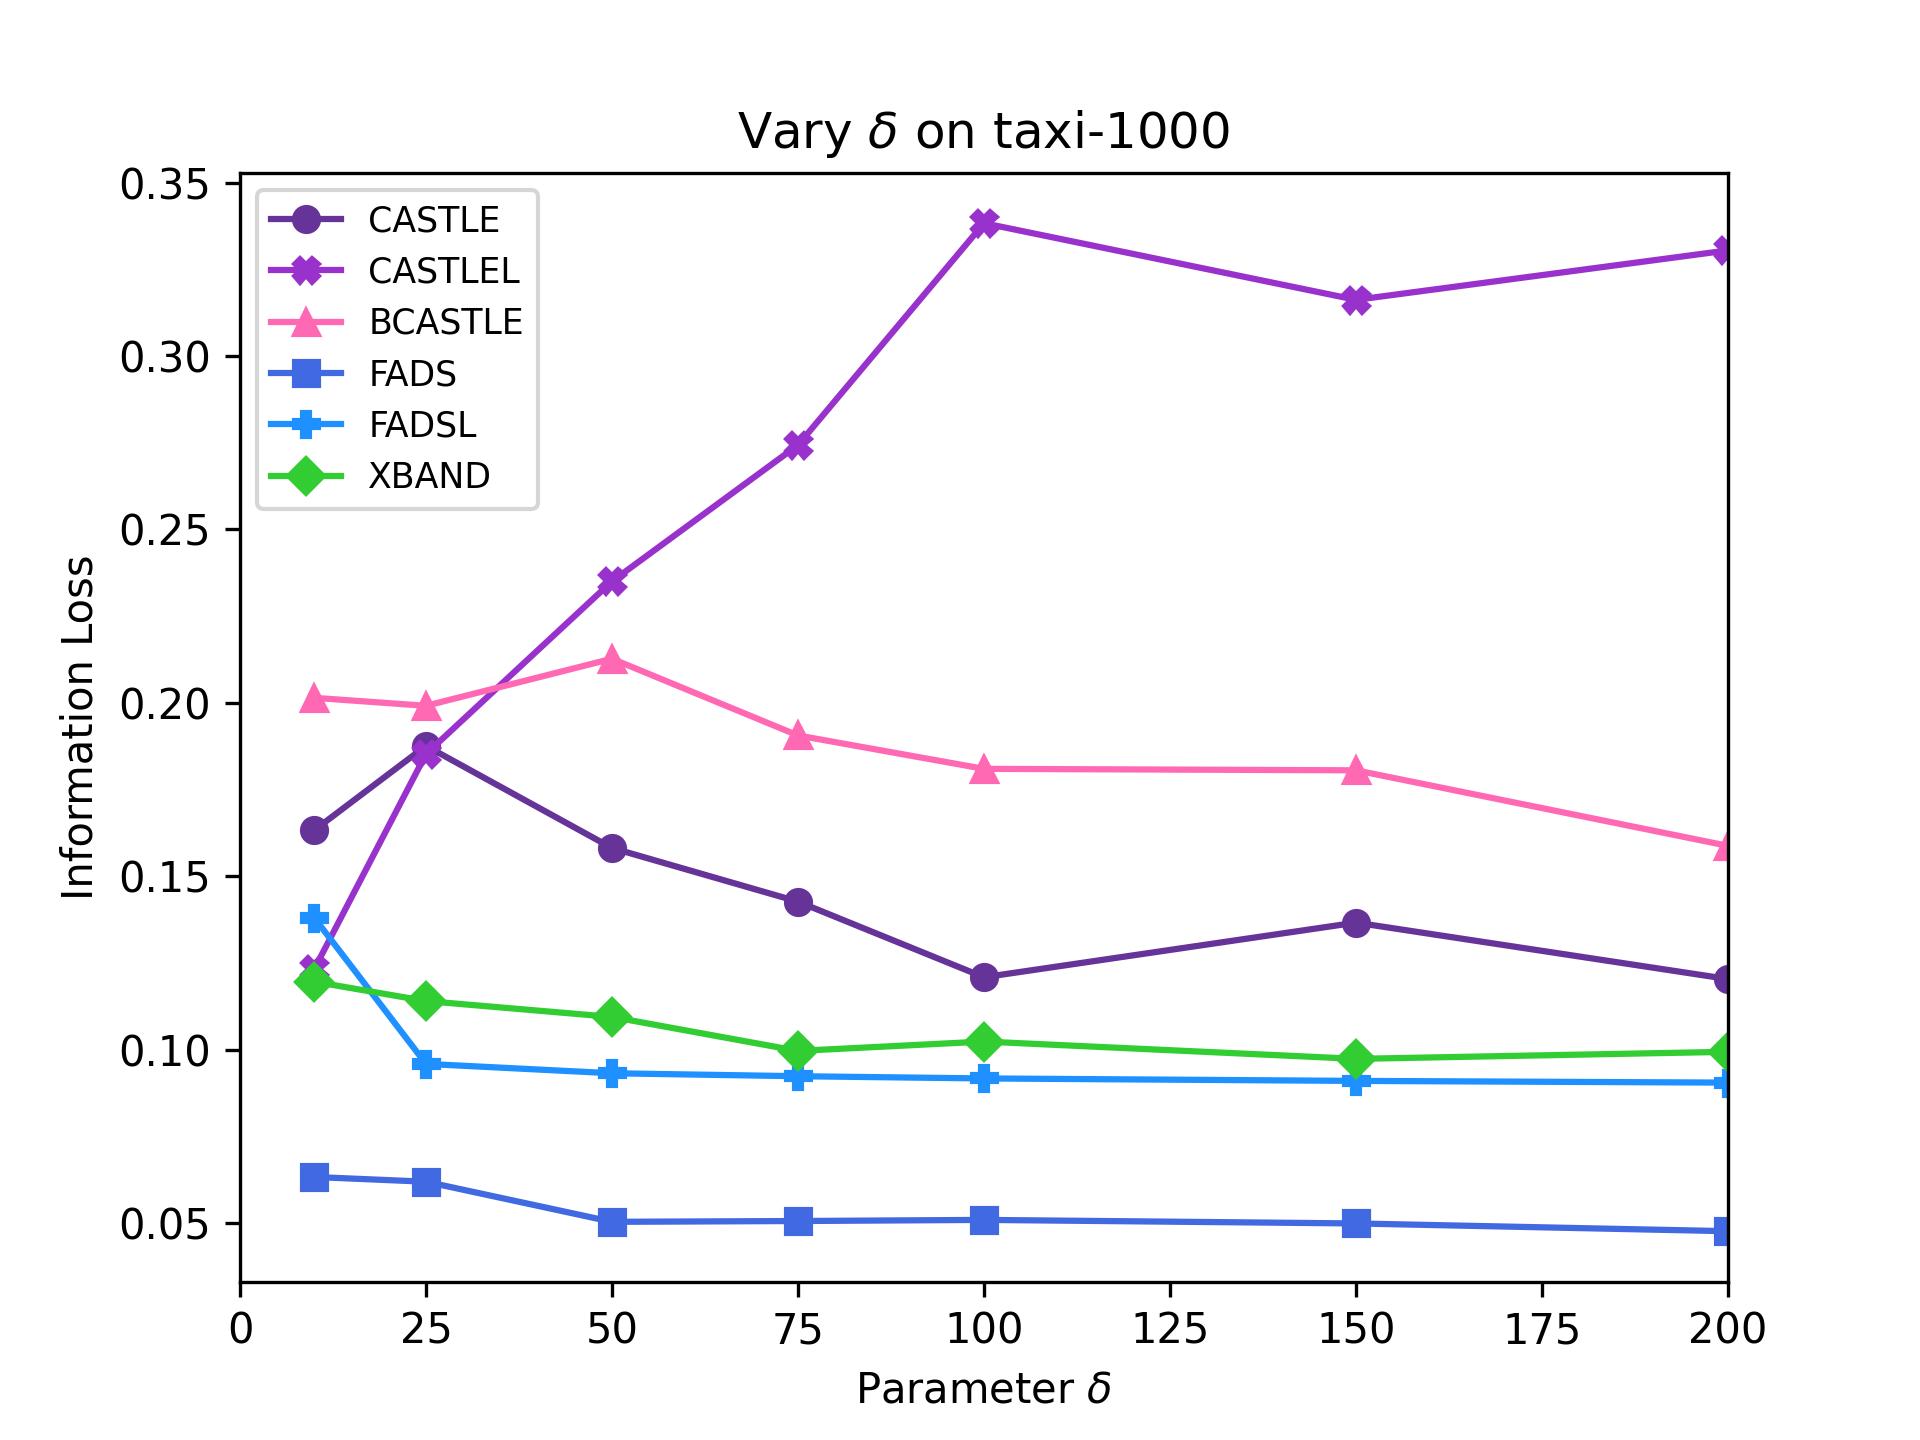 Vary δ on taxi-1000
0.35
0.30
0.25
0.20
0.15
0.10
0.05
Information Loss
CASTLE
CASTLEL
BCASTLE
FADS
FADSL
XBAND
0 25 50 75 100 125 150 175 200
Parameter δ